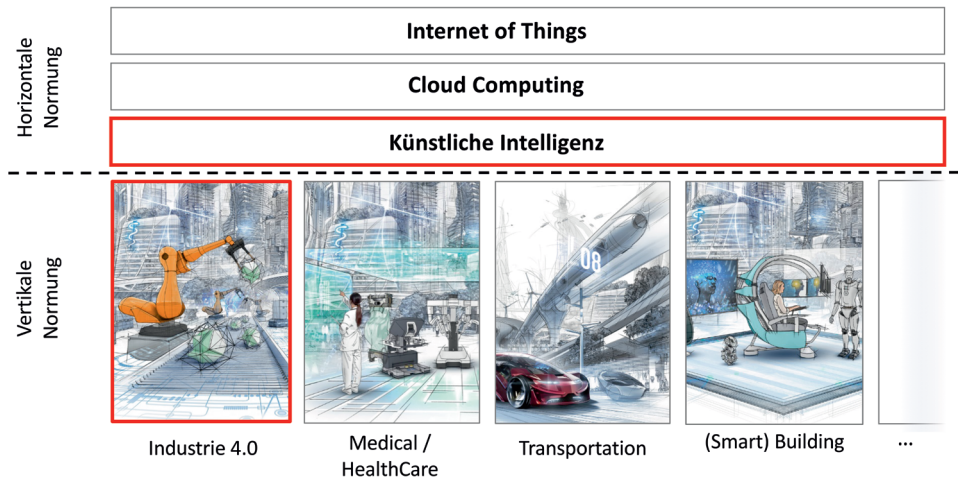 Horizontale
Normung
Internet of Things
Cloud Computing
Künstliche Intelligenz
Vertikale
Normung
08
Industrie 4.0
Medical /
HealthCare
Transportation
(Smart) Building
...